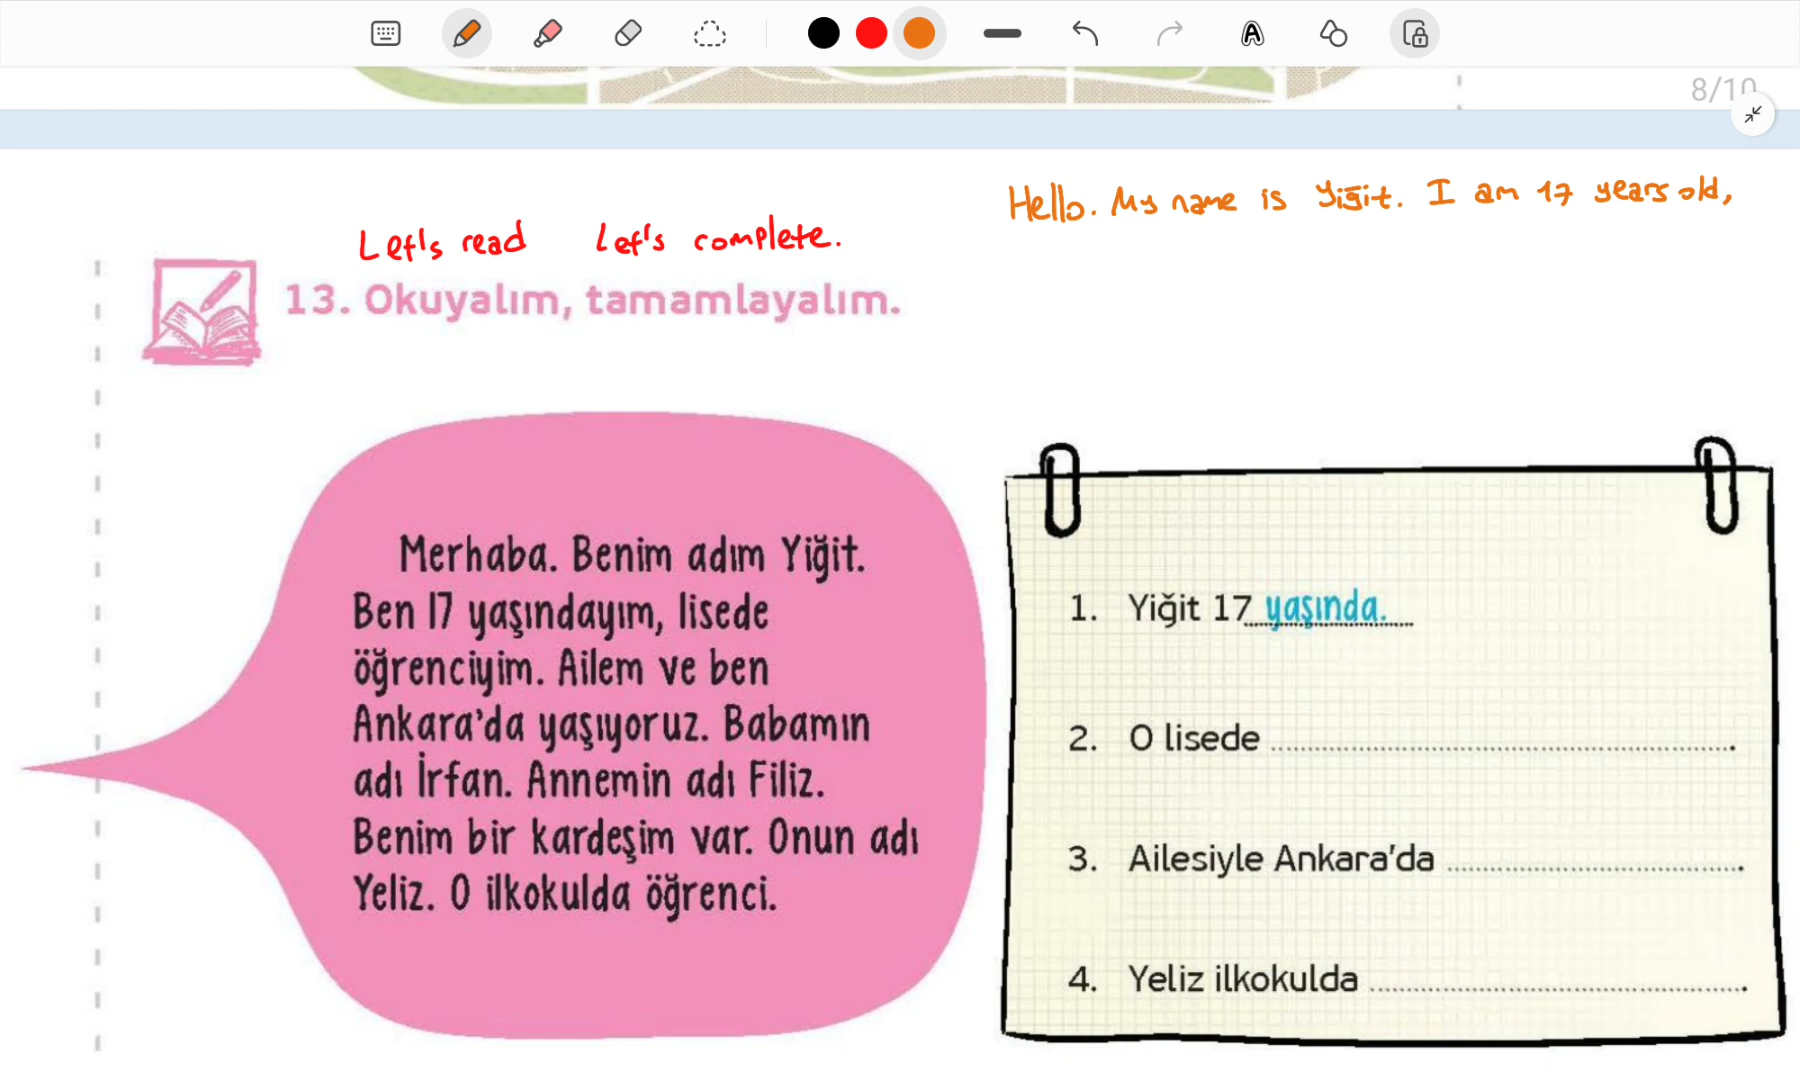 8/10
Hello. My name is Yiğit. I am 17 years old,
Let's read Let's complete.
13. Okuyalım, tamamlayalım.
Merhaba. Benim adım Yiğit.
Ben 17 yaşındayım, lisede
öğrenciyim. Ailem ve ben
Ankara'da yaşıyoruz. Babamın
adı İrfan. Annemin adı Filiz.
Benim bir kardeşim var. Onun adı
Yeliz. O ilkokulda öğrenci.
1. Yiğit 17 yaşında.
2. O lisede .
3. Ailesiyle Ankara'da .
4. Yeliz ilkokulda .